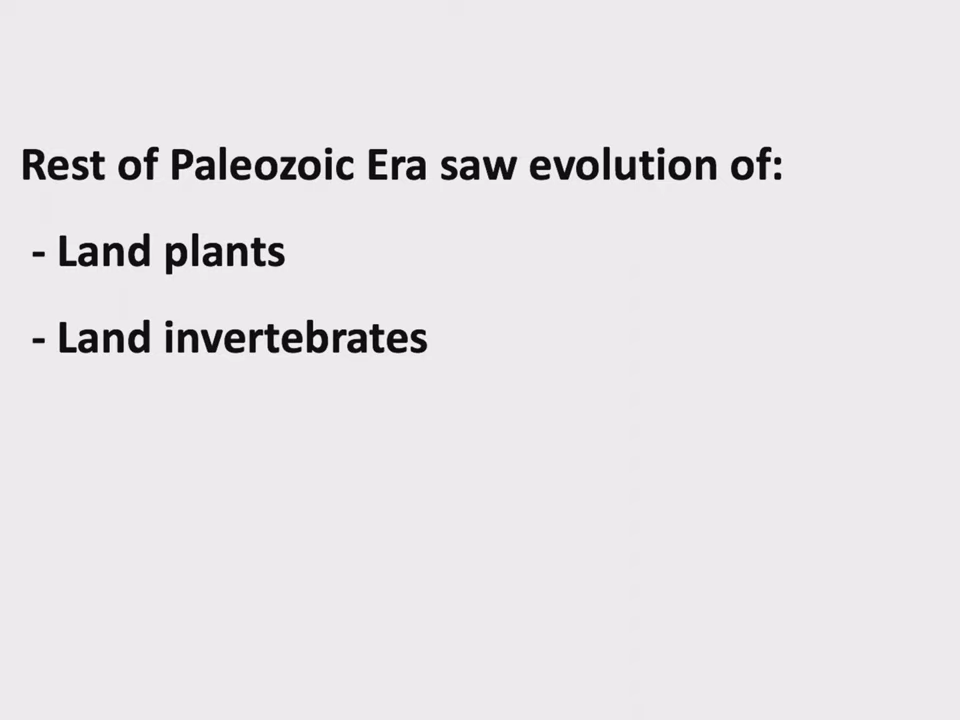 Rest of Paleozoic Era saw evolution of:
- Land plants
- Land invertebrates